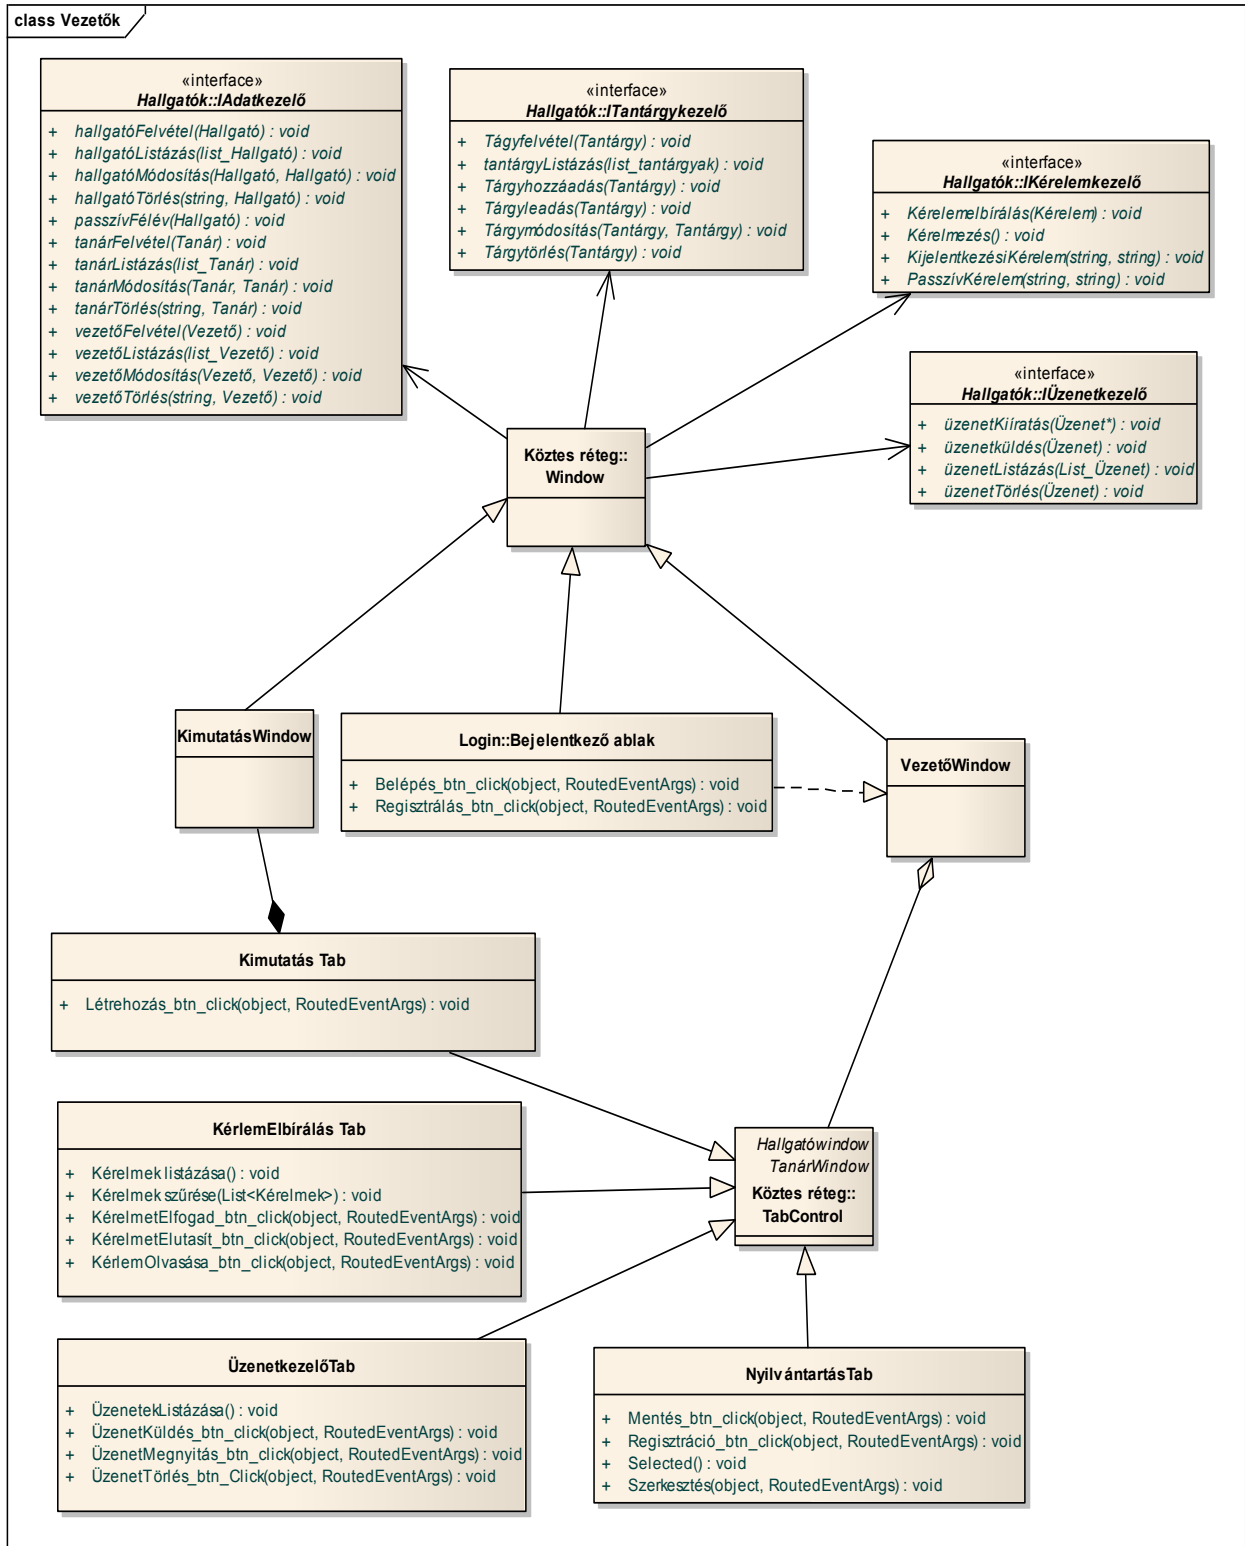 class Vezetők
«interface»
Hallgatók::IAdatkezelő
+ hallgatóFelvétel(Hallgató) : void
+ hallgatóListázás(list_Hallgató) : void
+ hallgatóMódosítás(Hallgató, Hallgató) : void
+ hallgatóTörlés(string, Hallgató) : void
+ passzívFélév(Hallgató) : void
+ tanárFelvétel(Tanár) : void
+ tanárListázás(list_Tanár) : void
+ tanárMódosítás(Tanár, Tanár) : void
+ tanárTörlés(string, Tanár) : void
+ vezetőFelvétel(Vezető) : void
+ vezetőListázás(list_Vezető) : void
+ vezetőMódosítás(Vezető, Vezető) : void
+ vezetőTörlés(string, Vezető) : void
«interface»
Hallgatók::ITantárgykezelő
+ Tágyfelvétel(Tantárgy) : void
+ tantárgyListázás(list_tantárgyak) : void
+ Tárgyhozzáadás(Tantárgy) : void
+ Tárgyleadás(Tantárgy) : void
+ Tárgymódosítás(Tantárgy, Tantárgy) : void
+ Tárgytörlés(Tantárgy) : void
«interface»
Hallgatók::IKérelemkezelő
+ Kérelemelbírálás(Kérelem) : void
+ Kérelmezés() : void
+ KijelentkezésiKérelem(string, string) : void
+ PasszívKérelem(string, string) : void
«interface»
Hallgatók::IÜzenetkezelő
+ üzenetKiíratás(Üzenet*) : void
+ üzenetküldés(Üzenet) : void
+ üzenetListázás(List_Üzenet) : void
+ üzenetTörlés(Üzenet) : void
Köztes réteg::
Window
KimutatásWindow
Login::Bejelentkező ablak
+ Belépés_btn_click(object, RoutedEventArgs) : void
+ Regisztrálás_btn_click(object, RoutedEventArgs) : void
VezetőWindow
Kimutatás Tab
+ Létrehozás_btn_click(object, RoutedEventArgs) : void
KérlemElbírálás Tab
+ Kérelmek listázása() : void
+ Kérelmek szűrése(List<Kérelmek>) : void
+ KérelmetElfogad_btn_click(object, RoutedEventArgs) : void
+ KérelmetElutasít_btn_click(object, RoutedEventArgs) : void
+ KérlemOlvasása_btn_click(object, RoutedEventArgs) : void
Hallgatówindow
TanárWindow
Köztes réteg::
TabControl
ÜzenetkezelőTab
+ ÜzenetekListázása() : void
+ ÜzenetKüldés_btn_click(object, RoutedEventArgs) : void
+ ÜzenetMegnyitás_btn_click(object, RoutedEventArgs) : void
+ ÜzenetTörlés_btn_Click(object, RoutedEventArgs) : void
NyilvántartásTab
+ Mentés_btn_click(object, RoutedEventArgs) : void
+ Regisztráció_btn_click(object, RoutedEventArgs) : void
+ Selected() : void
+ Szerkesztés(object, RoutedEventArgs) : void